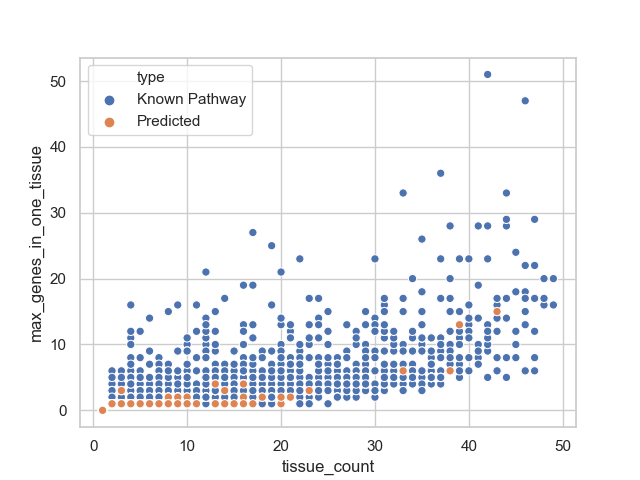 type
Known Pathway
Predicted
50
40
30
20
10
0
max_genes_in_one_tissue
0 10 20 30 40 50
tissue_count